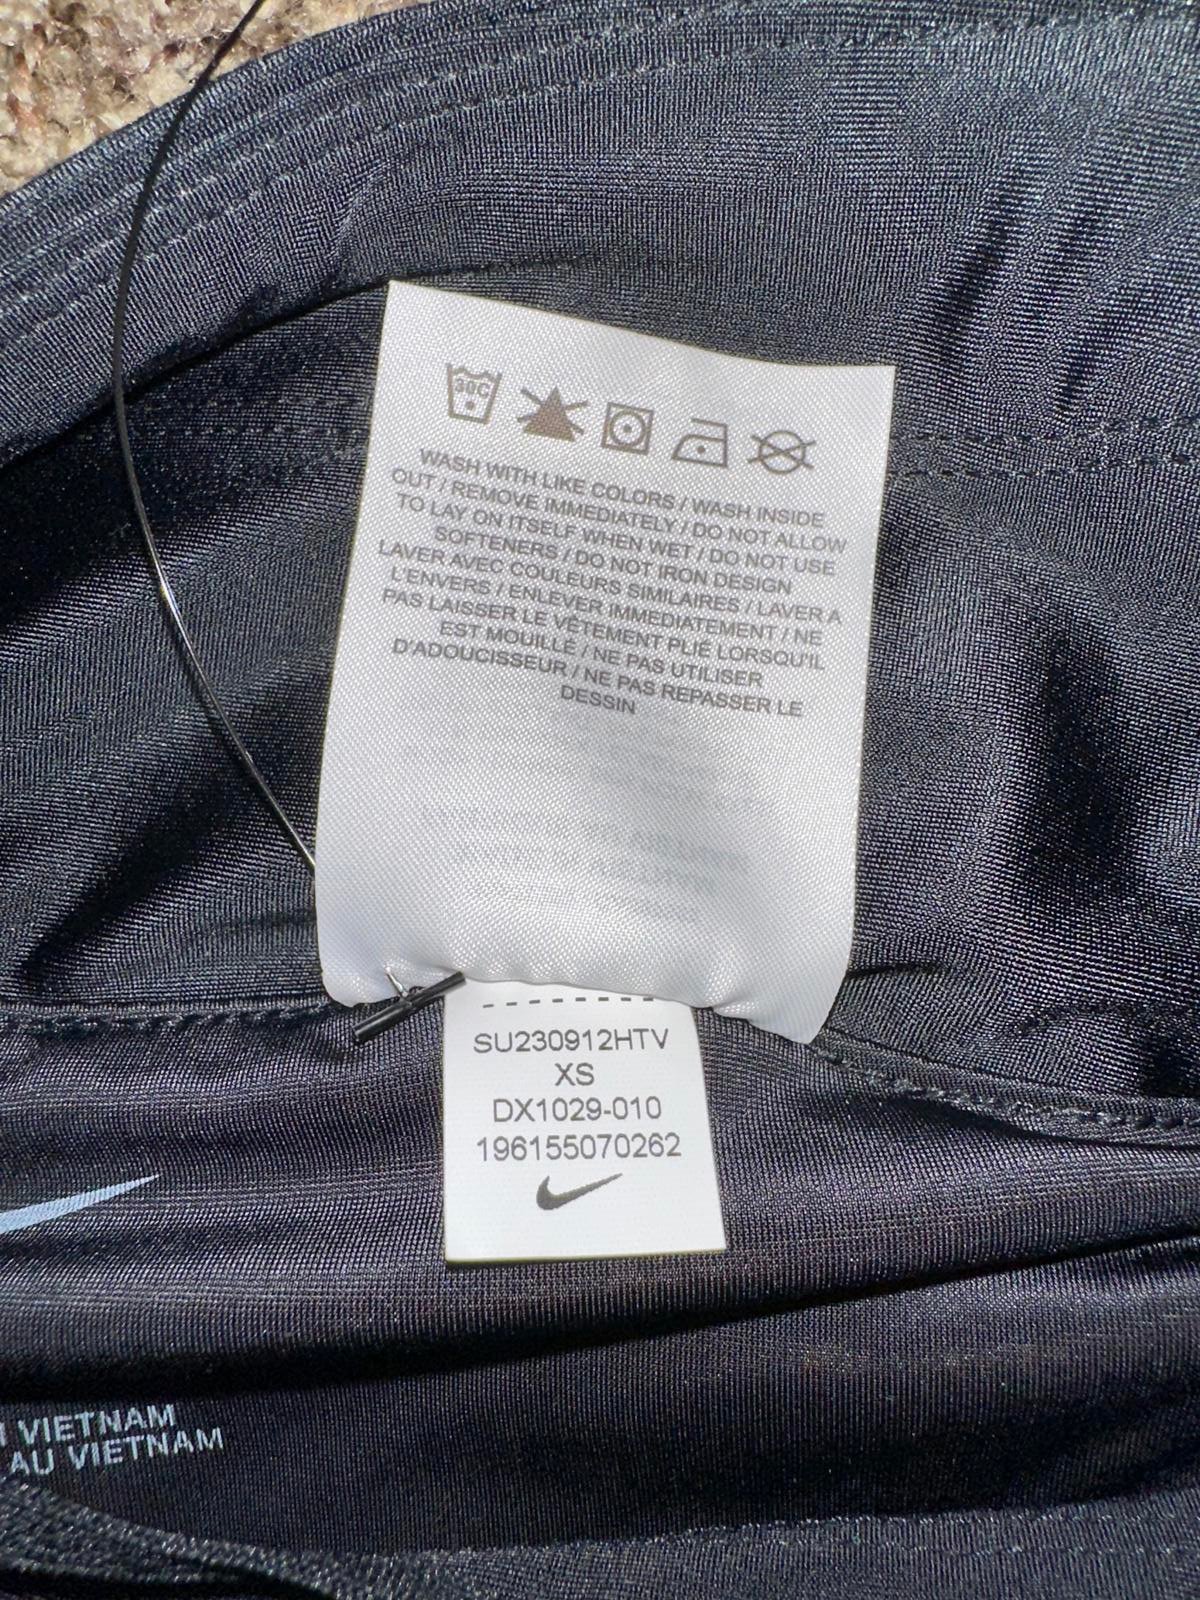 30C
WASH WITH LIKE COLORS / WASH INSIDE
OUT / REMOVE IMMEDIATELY / DO NOT ALLOW
TO LAY ON ITSELF WHEN WET / DO NOT USE
SOFTENERS / DO NOT IRON DESIGN
LAVER AVEC COULEURS SIMILAIRES / LAVER A
L'ENVERS / ENLEVER IMMEDIATEMENT / NE
PAS LAISSER LE VÊTEMENT PLIÉ LORSQU'IL
EST MOUILLÉ / NE PAS UTILISER
D'ADOUCISSEUR / NE PAS REPASSER LE
DESSIN
SU230912HTV
XS
DX1029-010
196155070262
VIETNAM
AU VIETNAM